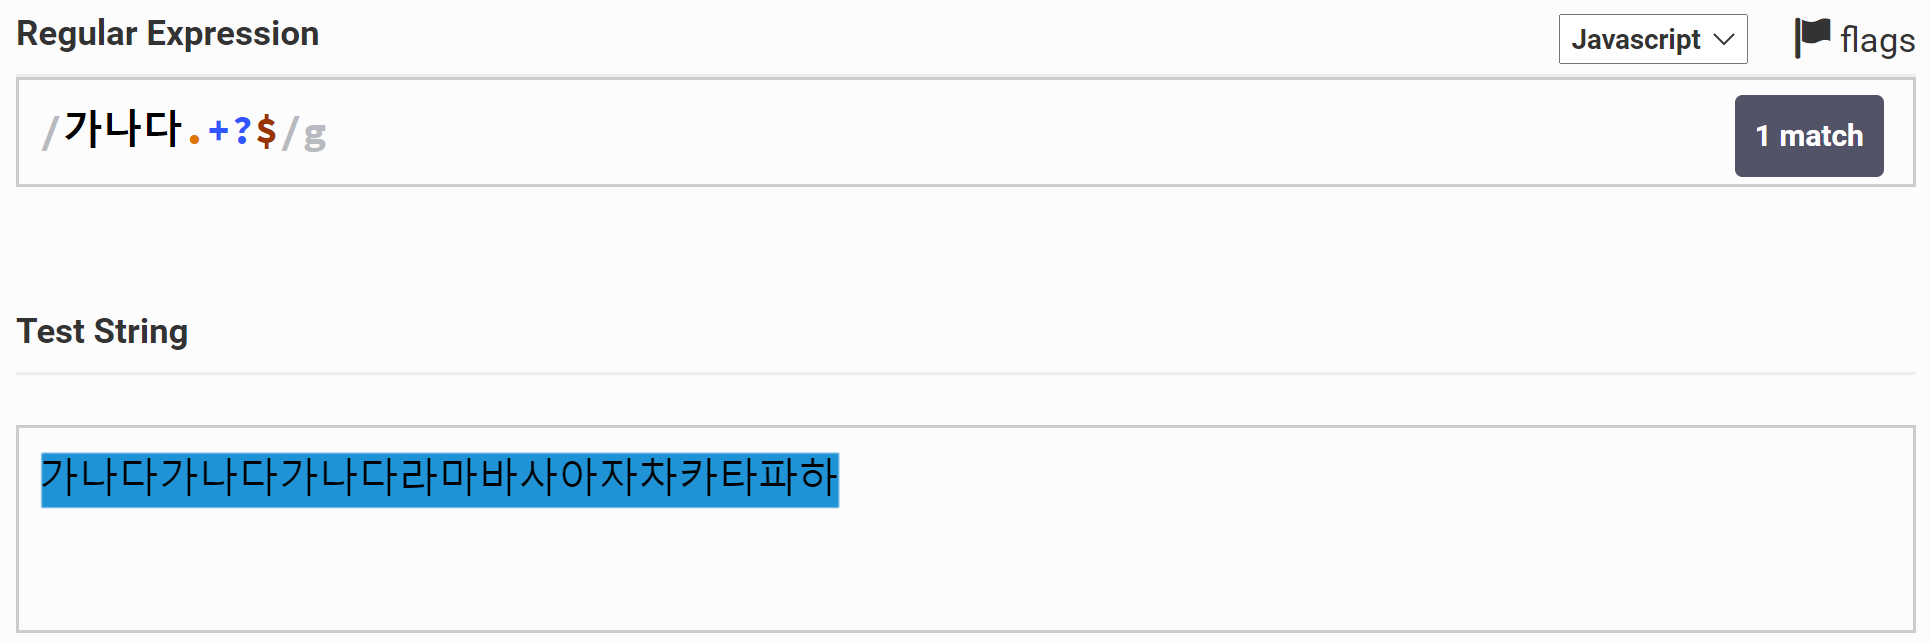 Regular Expression
Javascript
flags
/가나다.+?$/g
1 match
Test String
가나다가나다가나다라마바사아자차카타파하